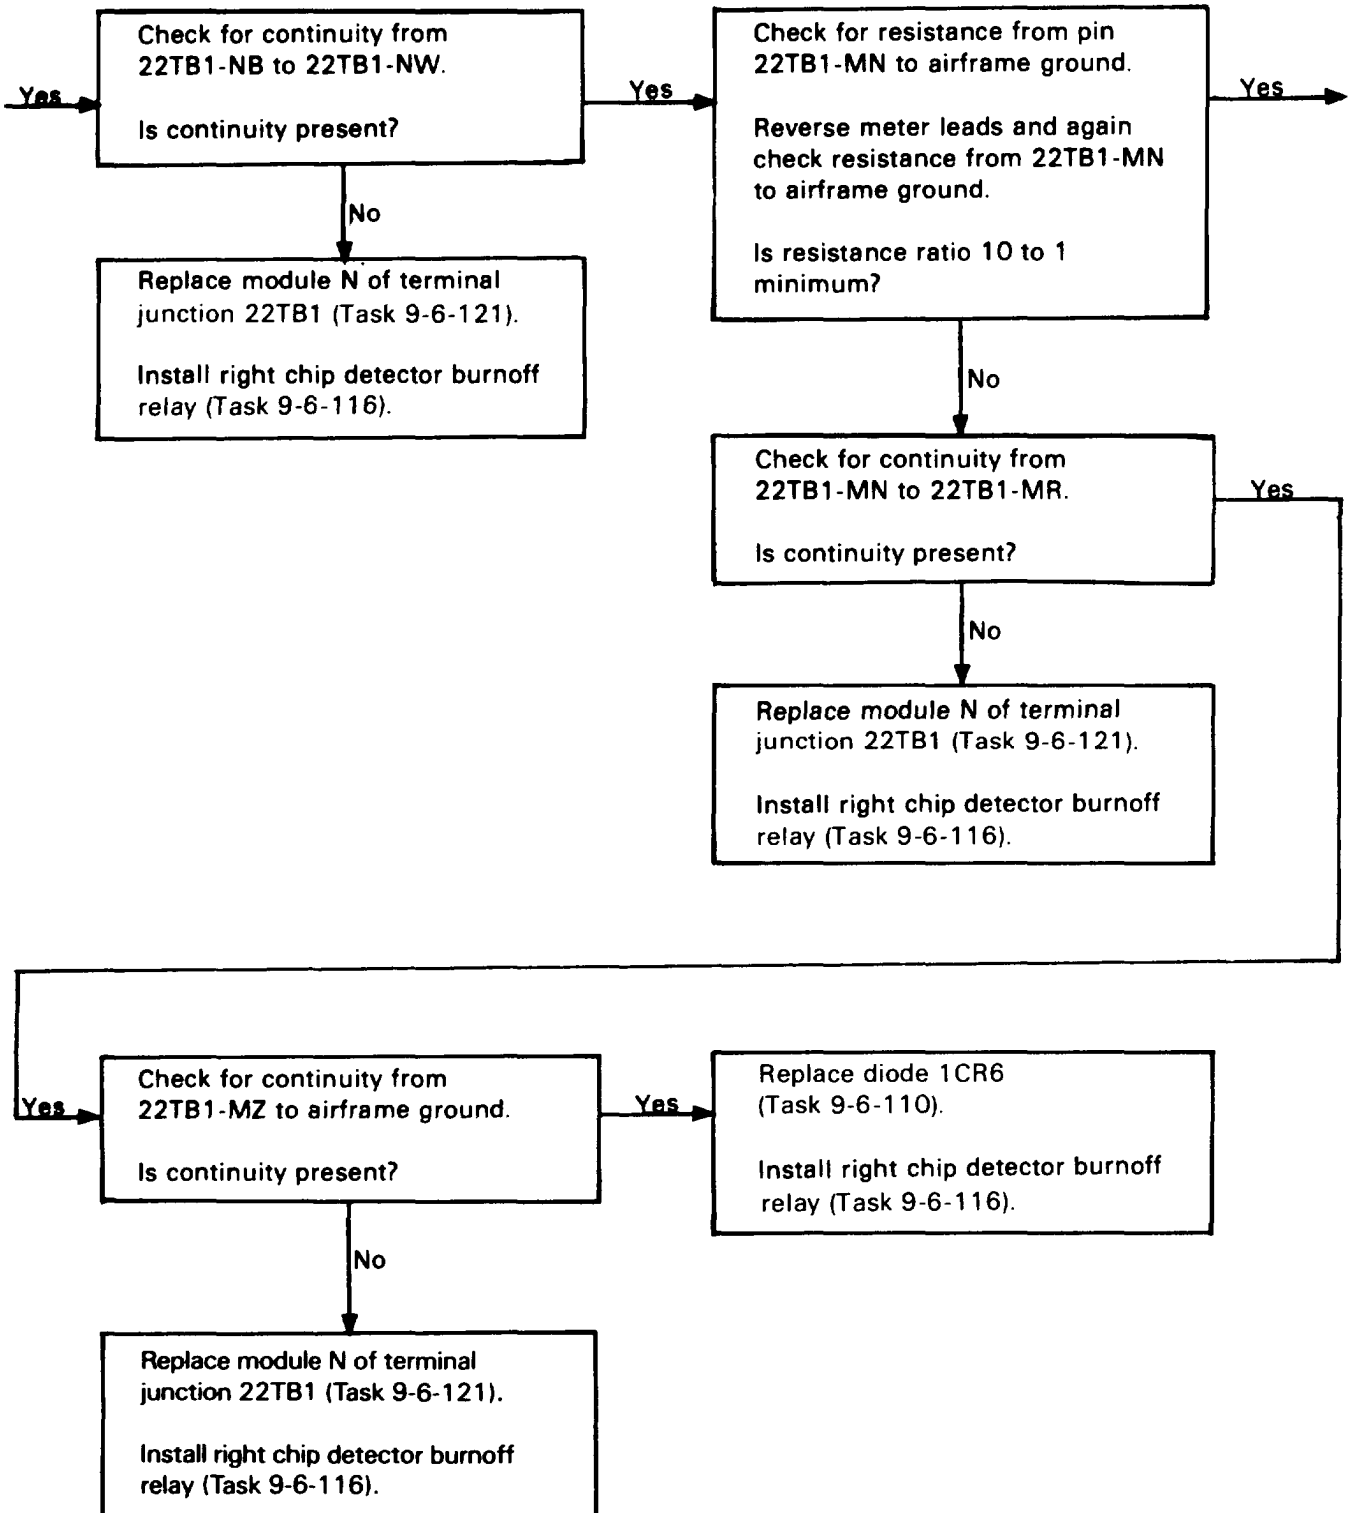 Yes
Check for continuity from
22TB1-NB to 22TB1-NW.
Is continuity present?
Yes
No
Replace module N of terminal
junction 22TB1 (Task 9-6-121).
Install right chip detector burnoff
relay (Task 9-6-116).
Check for resistance from pin
22TB1-MN to airframe ground.
Reverse meter leads and again
check resistance from 22TB1-MN
to airframe ground.
Is resistance ratio 10 to 1
minimum?
Yes
No
Check for continuity from
22TB1-MN to 22TB1-MR.
Is continuity present?
Yes
No
Replace module N of terminal
junction 22TB1 (Task 9-6-121).
Install right chip detector burnoff
relay (Task 9-6-116).
Yes
Check for continuity from
22TB1-MZ to airframe ground.
Is continuity present?
Yes
No
Replace diode 1CR6
(Task 9-6-110).
Install right chip detector burnoff
relay (Task 9-6-116).
Replace module N of terminal
junction 22TB1 (Task 9-6-121).
Install right chip detector burnoff
relay (Task 9-6-116).